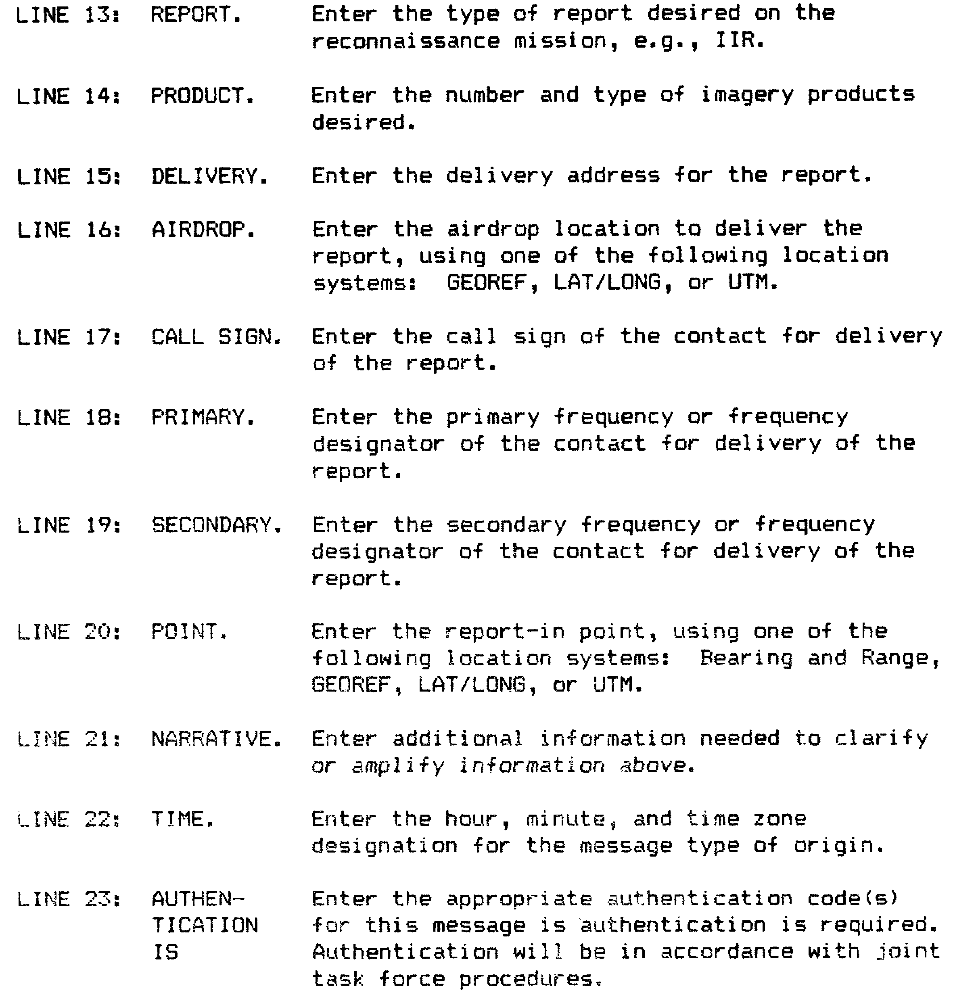 LINE 13: REPORT. Enter the type of report desired on the
reconnaissance mission, e.g., IIR.
LINE 14: PRODUCT. Enter the number and type of imagery products
desired.
LINE 15: DELIVERY. Enter the delivery address for the report.
LINE 16: AIRDROP. Enter the airdrop location to deliver the
report, using one of the following location
systems: GEOREF, LAT/LONG, or UTM.
LINE 17: CALL SIGN. Enter the call sign of the contact for delivery
of the report.
LINE 18: PRIMARY. Enter the primary frequency or frequency
designator of the contact for delivery of the
report.
LINE 19: SECONDARY. Enter the secondary frequency or frequency
designator of the contact for delivery of the
report.
LINE 20: POINT. Enter the report-in point, using one of the
following location systems: Bearing and Range,
GEOREF, LAT/LONG, or UTM.
LINE 21: NARRATIVE. Enter additional information needed to clarify
or amplify information above.
LINE 22: TIME. Enter the hour, minute, and time zone
designation for the message type of origin.
LINE 23: AUTHEN- Enter the appropriate authentication code(s)
TICATION for this message is authentication is required.
IS Authentication will be in accordance with joint
task force procedures.